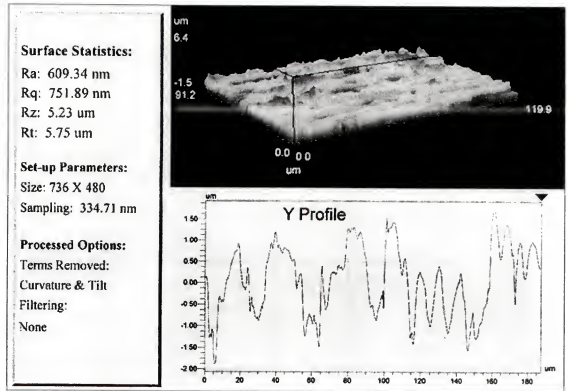 Surface Statistics:
Ra: 609.34 nm
Rq: 751.89 nm
Rz: 5.23 um
Rt: 5.75 um
Set-up Parameters:
Size: 736 X 480
Sampling: 334.71 nm
Processed Options:
Terms Removed:
Curvature & Tilt
Filtering:
None
um
6.4
-1.5
91.2
119.9
0.0 0.0
um
um
Y Profile
1.50
1.00
0.50
0.00
-0.50
-1.00
-1.50
-2.00
0 20 40 60 80 100 120 140 160 180
um